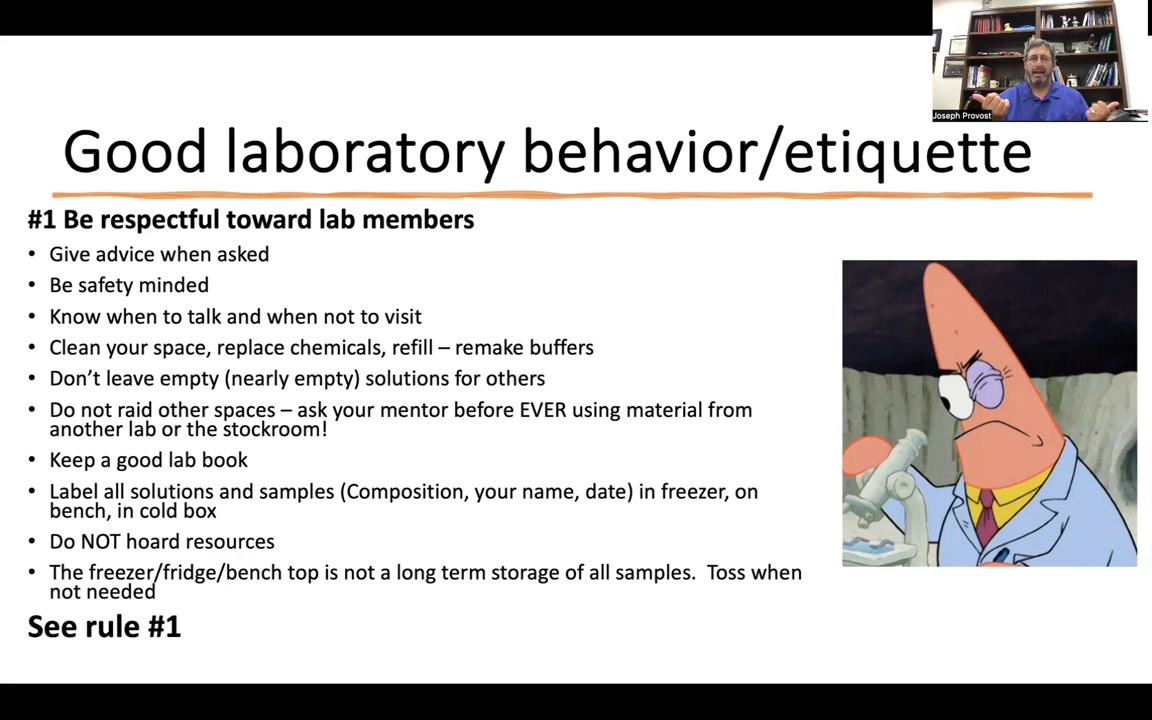 Joseph Provost
Good laboratory behavior/etiquette
#1 Be respectful toward lab members
• Give advice when asked
• Be safety minded
• Know when to talk and when not to visit
• Clean your space, replace chemicals, refill – remake buffers
• Don’t leave empty (nearly empty) solutions for others
• Do not raid other spaces – ask your mentor before EVER using material from
another lab or the stockroom!
• Keep a good lab book
• Label all solutions and samples (Composition, your name, date) in freezer, on
bench, in cold box
• Do NOT hoard resources
• The freezer/fridge/bench top is not a long term storage of all samples.  Toss when
not needed
See rule #1